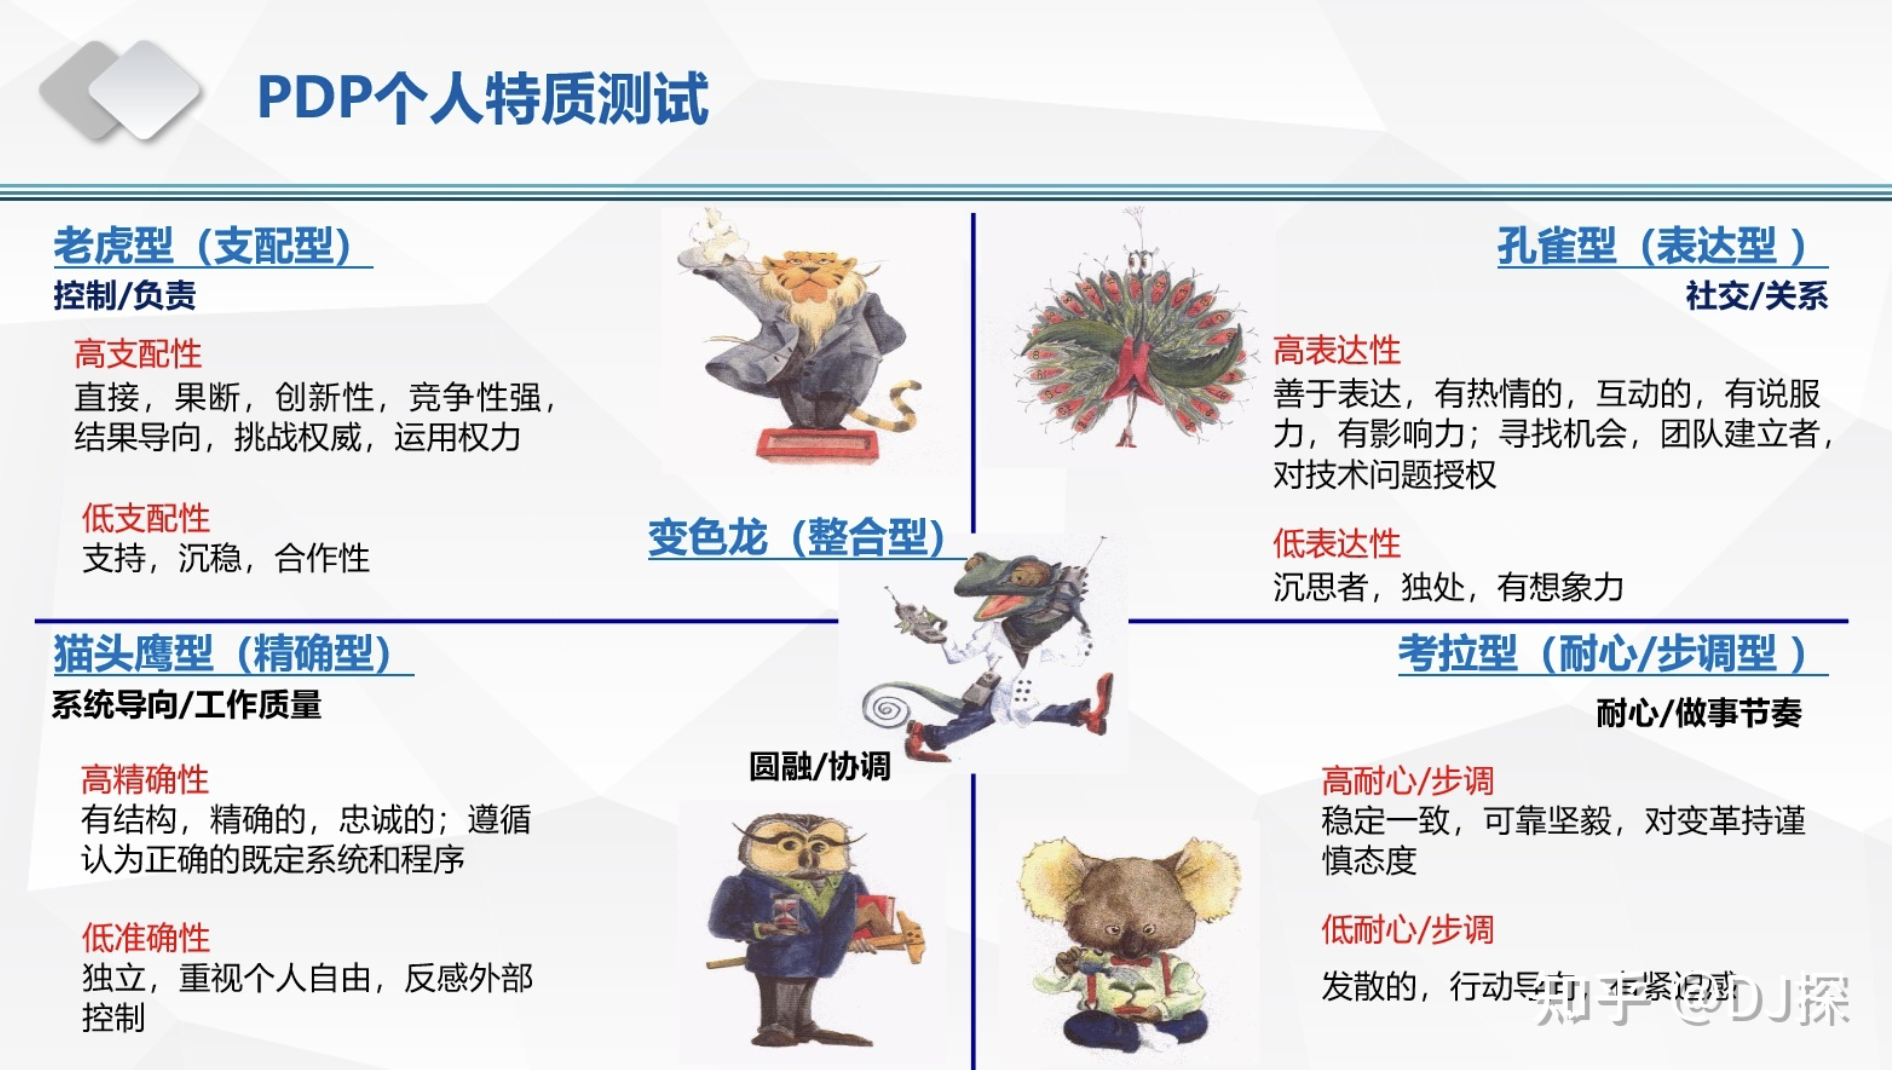 PDP个人特质测试
老虎型（支配型）
控制/负责
高支配性
直接，果断，创新性，竞争性强，
结果导向，挑战权威，运用权力
低支配性
支持，沉稳，合作性
孔雀型（表达型 ）
社交/关系
高表达性
善于表达，有热情的，互动的，有说服
力，有影响力；寻找机会，团队建立者，
对技术问题授权
低表达性
沉思者，独处，有想象力
变色龙（整合型）
圆融/协调
猫头鹰型（精确型）
系统导向/工作质量
高精确性
有结构，精确的，忠诚的；遵循
认为正确的既定系统和程序
低准确性
独立，重视个人自由，反感外部
控制
考拉型（耐心/步调型 ）
耐心/做事节奏
高耐心/步调
稳定一致，可靠坚毅，对变革持谨
慎态度
低耐心/步调
发散的，行动导向，有紧迫感
知乎 @DJ探